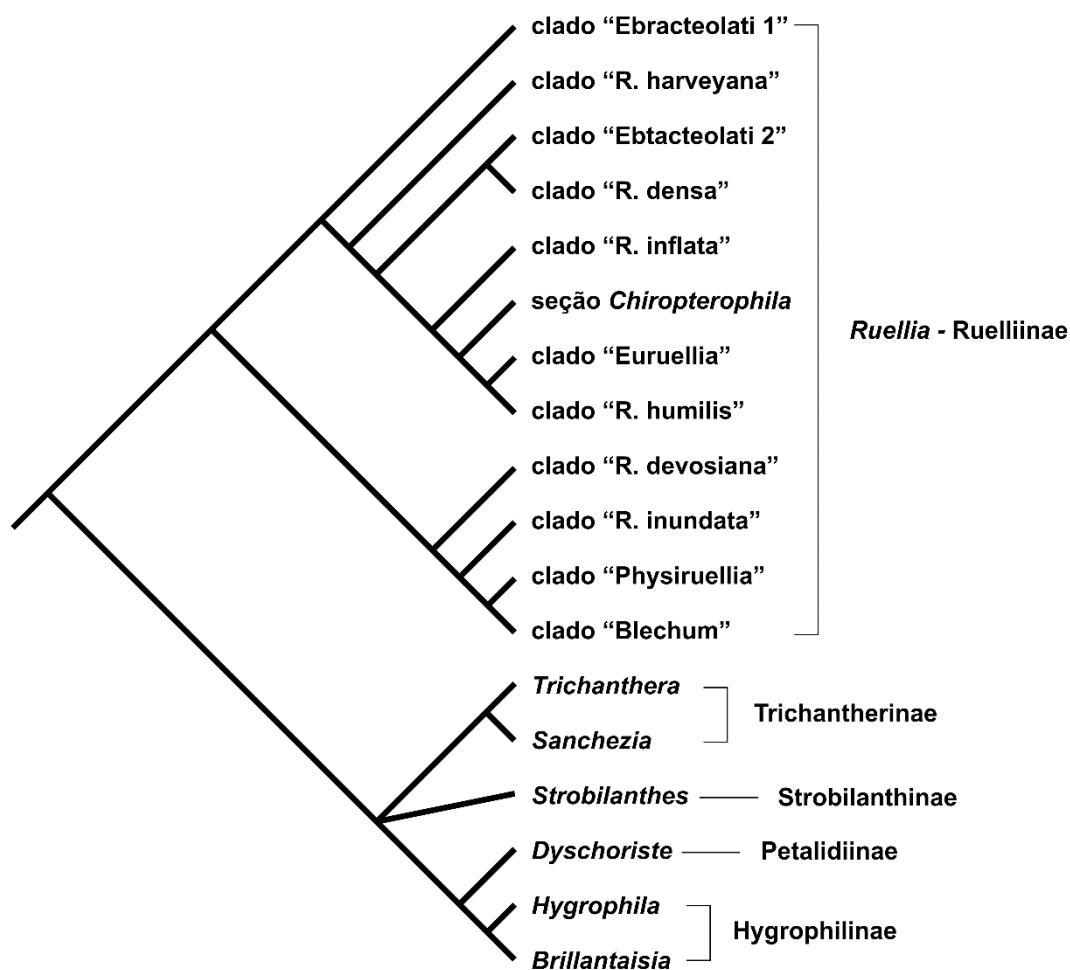 clado “Ebracteolati 1”
clado “R. harveyana”
clado “Ebtacteolati 2”
clado “R. densa”
clado “R. inflata”
seção Chiropterophila
clado “Euruellia”
clado “R. humilis”
clado “R. devosiana”
clado “R. inundata”
clado “Physiruellia”
clado “Blechum”
Ruellia - Ruelliinae
Trichanthera
Sanchezia
Trichantherinae
Strobilanthes
Strobilanthinae
Dyschoriste
Petalidiinae
Hygrophila
Brillantaisia
Hygrophilinae